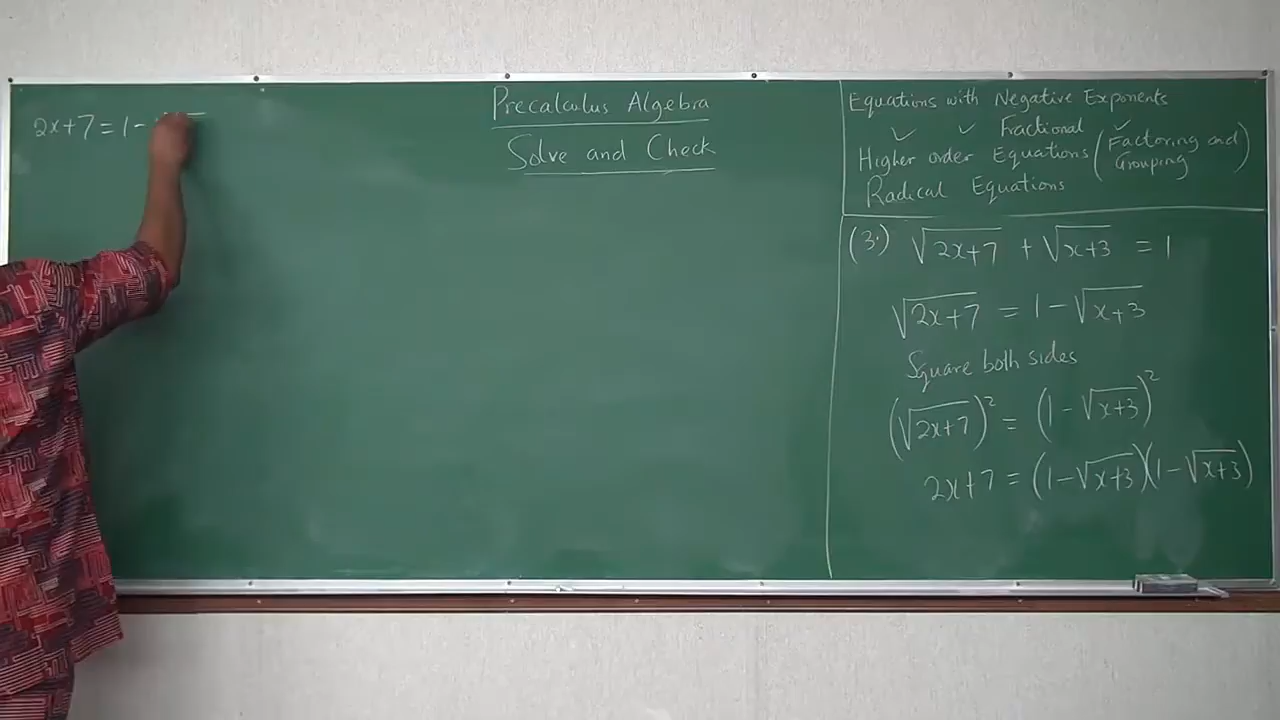 2x+7=1-
Precalculus Algebra
Solve and Check
Equations with Negative Exponents
✓ ✓ Fractional ✓
Higher order Equations (Factoring and Grouping)
Radical Equations
(3.) √(2x+7) + √(x+3) = 1
√(2x+7) = 1 - √(x+3)
Square both sides
(√(2x+7))² = (1 - √(x+3))²
2x+7 = (1-√(x+3))(1-√(x+3))